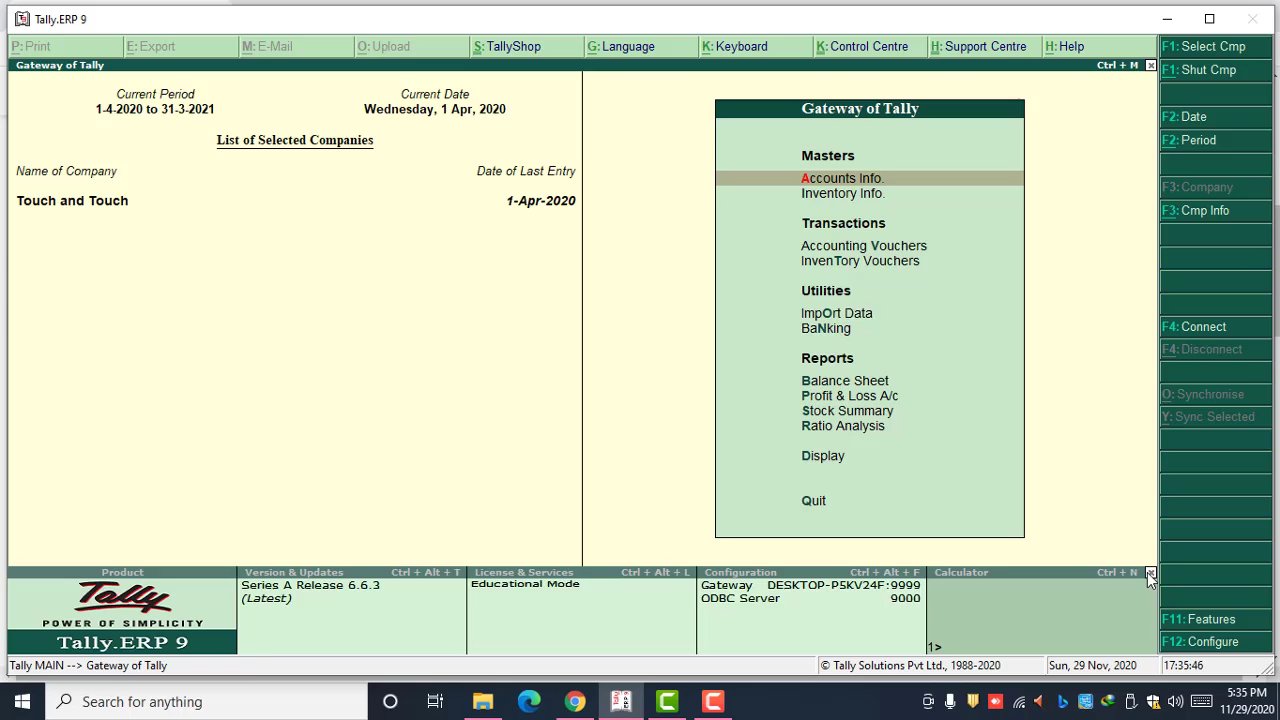 Tally.ERP 9
P: Print E: Export M: E-Mail O: Upload S: TallyShop G: Language K: Keyboard K: Control Centre H: Support Centre H: Help
Gateway of Tally Ctrl + M
Current Period Current Date
1-4-2020 to 31-3-2021 Wednesday, 1 Apr, 2020
List of Selected Companies
Name of Company Date of Last Entry
Touch and Touch 1-Apr-2020
Gateway of Tally
Masters
Accounts Info.
Inventory Info.
Transactions
Accounting Vouchers
InvenTory Vouchers
Utilities
ImpOrt Data
BaNking
Reports
Balance Sheet
Profit & Loss A/c
Stock Summary
Ratio Analysis
Display
Quit
F1: Select Cmp
F1: Shut Cmp
F2: Date
F2: Period
F3: Company
F3: Cmp Info
F4: Connect
F4: Disconnect
O: Synchronise
Y: Sync Selected
F11: Features
F12: Configure
Product
Tally
POWER OF SIMPLICITY
Tally.ERP 9
Version & Updates Ctrl + Alt + T
Series A Release 6.6.3
(Latest)
License & Services Ctrl + Alt + L
Educational Mode
Configuration Ctrl + Alt + F
Gateway DESKTOP-P5KV24F:9999
ODBC Server 9000
Calculator Ctrl + N
1>
Tally MAIN --> Gateway of Tally © Tally Solutions Pvt Ltd., 1988-2020 Sun, 29 Nov, 2020 17:35:46
Search for anything
5:35 PM
11/29/2020